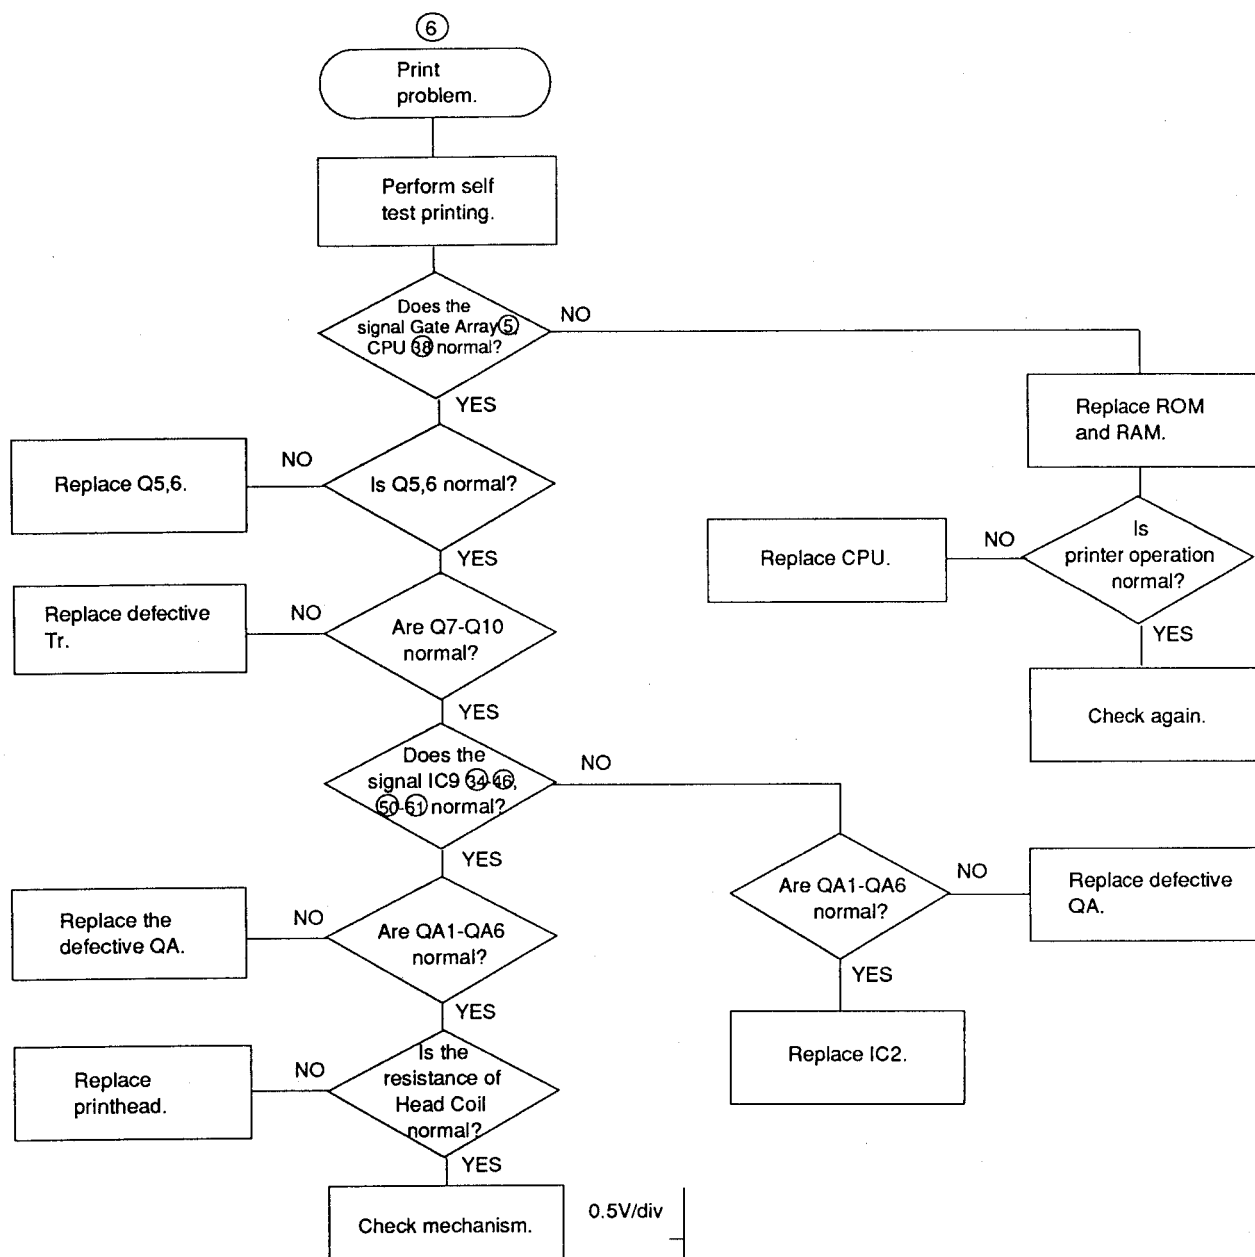 6
Print
problem.
Perform self
test printing.
Does the
signal Gate Array 5,
CPU 38 normal?
NO
YES
Replace ROM
and RAM.
Is
printer operation
normal?
NO
Replace CPU.
YES
Check again.
Is Q5,6 normal?
NO
Replace Q5,6.
YES
Are Q7-Q10
normal?
NO
Replace defective
Tr.
YES
Does the
signal IC9 34-46,
50-61 normal?
NO
Are QA1-QA6
normal?
NO
Replace defective
QA.
YES
Replace IC2.
YES
Are QA1-QA6
normal?
NO
Replace the
defective QA.
YES
Is the
resistance of
Head Coil
normal?
NO
Replace
printhead.
YES
Check mechanism.
0.5V/div